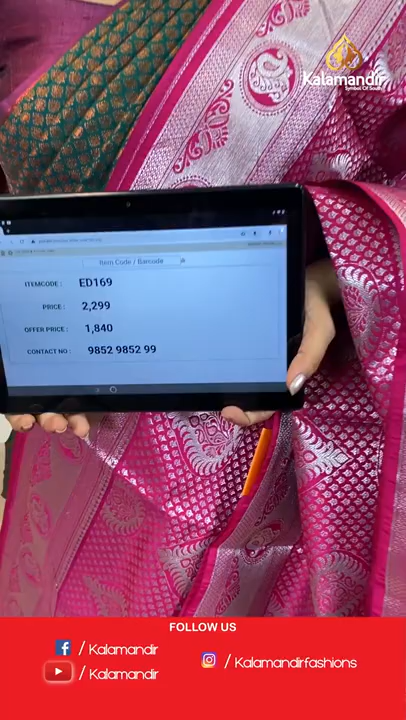 Kalamandir
Symbol Of South
Item Code / Barcode
ITEMCODE : ED169
PRICE : 2,299
OFFER PRICE : 1,840
CONTACT NO : 9852 9852 99
FOLLOW US
f / Kalamandir
/ Kalamandir
/ Kalamandirfashions